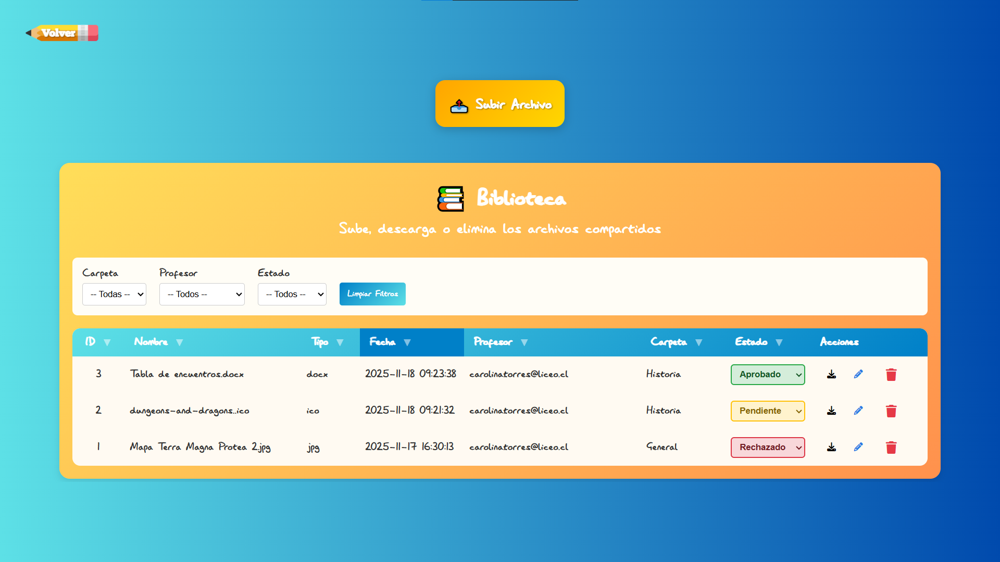 Volver
Subir Archivo
Biblioteca
Sube, descarga o elimina los archivos compartidos
Carpeta Profesor Estado
-- Todas -- -- Todos -- -- Todos -- Limpiar Filtros
ID ▼ Nombre ▼ Tipo ▼ Fecha ▼ Profesor ▼ Carpeta ▼ Estado ▼ Acciones
3 Tabla de encuentros.docx docx 2025-11-18 09:23:38 carolinatorres@liceo.cl Historia Aprobado
2 dungeons-and-dragons..ico ico 2025-11-18 09:21:32 carolinatorres@liceo.cl Historia Pendiente
1 Mapa Terra Magna Protea 2.jpg jpg 2025-11-17 16:30:13 carolinatorres@liceo.cl General Rechazado